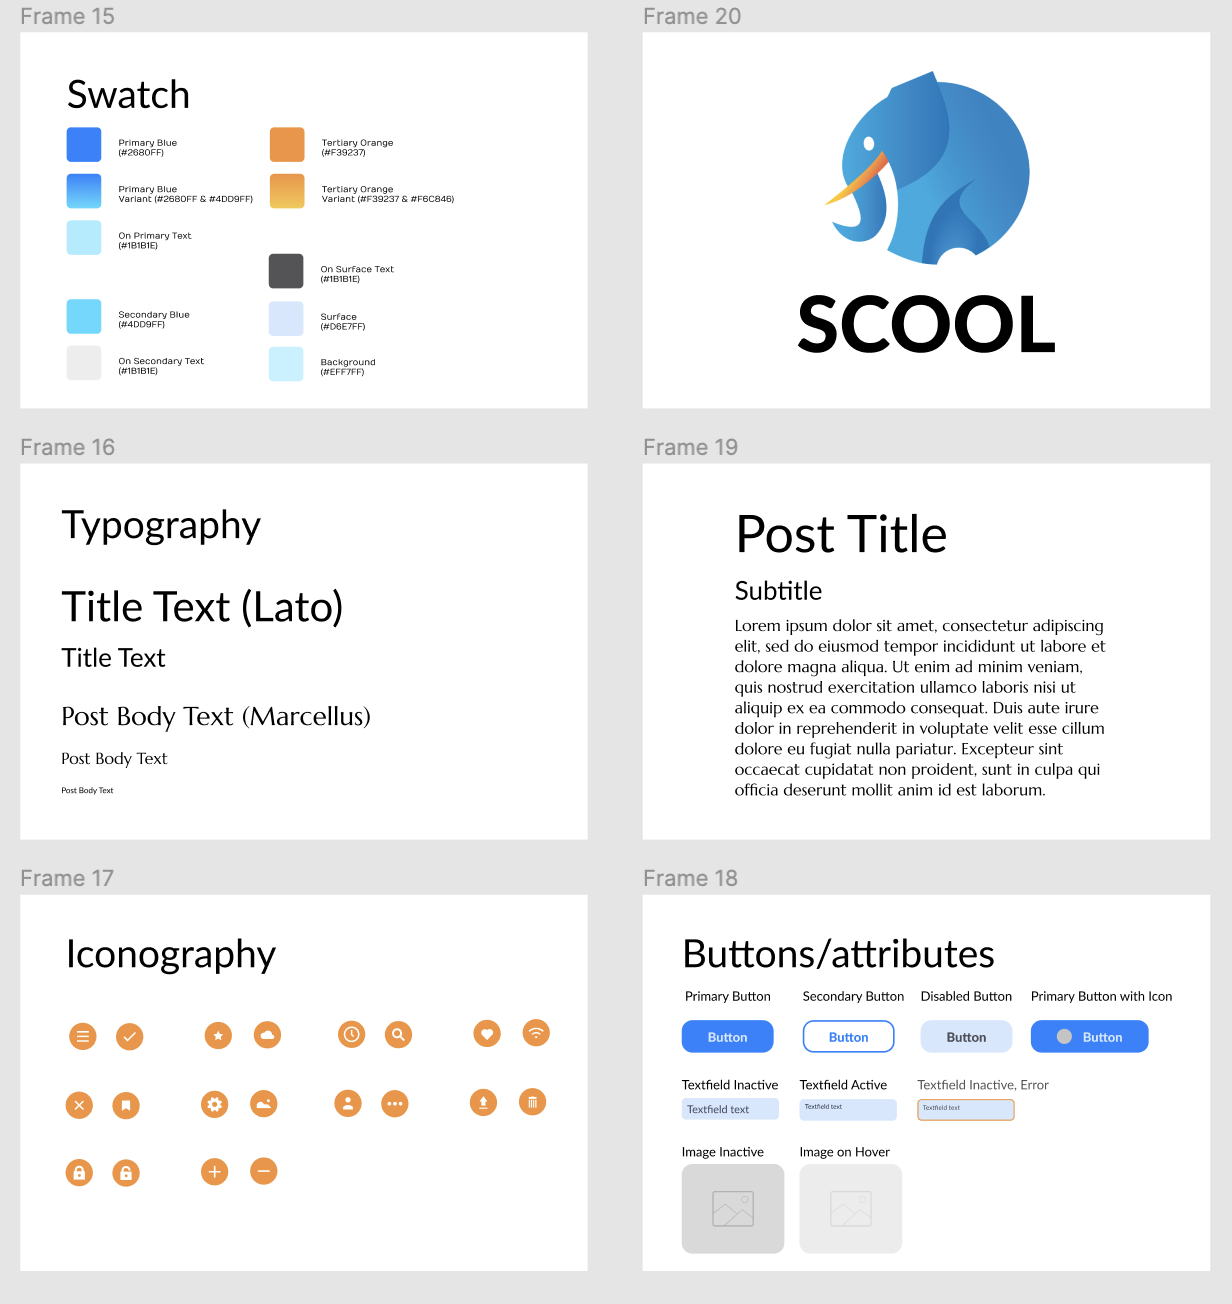 Frame 15
Swatch
Primary Blue
(#2680FF)
Primary Blue
Variant (#2680FF & #4DD9FF)
On Primary Text
(#1B1B1E)
Secondary Blue
(#4DD9FF)
On Secondary Text
(#1B1B1E)
Tertiary Orange
(#F39237)
Tertiary Orange
Variant (#F39237 & #F6C846)
On Surface Text
(#1B1B1E)
Surface
(#D6E7FF)
Background
(#EFF7FF)
Frame 20
SCOOL
Frame 16
Typography
Title Text (Lato)
Title Text
Post Body Text (Marcellus)
Post Body Text
Post Body Text
Frame 19
Post Title
Subtitle
Lorem ipsum dolor sit amet, consectetur adipiscing
elit, sed do eiusmod tempor incididunt ut labore et
dolore magna aliqua. Ut enim ad minim veniam,
quis nostrud exercitation ullamco laboris nisi ut
aliquip ex ea commodo consequat. Duis aute irure
dolor in reprehenderit in voluptate velit esse cillum
dolore eu fugiat nulla pariatur. Excepteur sint
occaecat cupidatat non proident, sunt in culpa qui
officia deserunt mollit anim id est laborum.
Frame 17
Iconography
Frame 18
Buttons/attributes
Primary Button
Secondary Button
Disabled Button
Primary Button with Icon
Button
Button
Button
Button
Textfield Inactive
Textfield Active
Textfield Inactive, Error
Textfield text
Textfield text
Textfield text
Image Inactive
Image on Hover